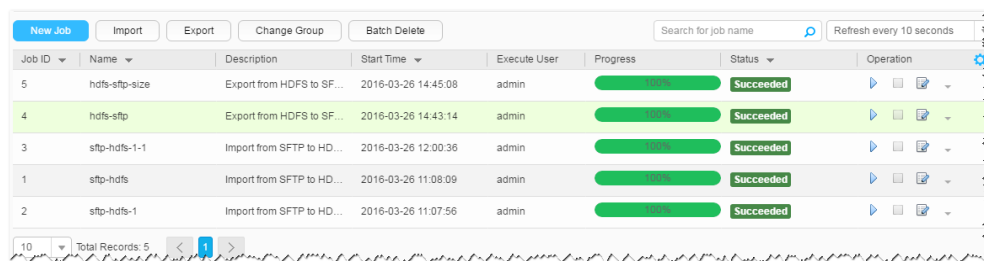 New Job Import Export Change Group Batch Delete Search for job name Refresh every 10 seconds
Job ID Name Description Start Time Execute User Progress Status Operation
5 hdfs-sftp-size Export from HDFS to SF... 2016-03-26 14:45:08 admin 100% Succeeded
4 hdfs-sftp Export from HDFS to SF... 2016-03-26 14:43:14 admin 100% Succeeded
3 sftp-hdfs-1-1 Import from SFTP to HD... 2016-03-26 12:00:36 admin 100% Succeeded
1 sftp-hdfs Import from SFTP to HD... 2016-03-26 11:08:09 admin 100% Succeeded
2 sftp-hdfs-1 Import from SFTP to HD... 2016-03-26 11:07:56 admin 100% Succeeded
10 Total Records: 5 < 1 >